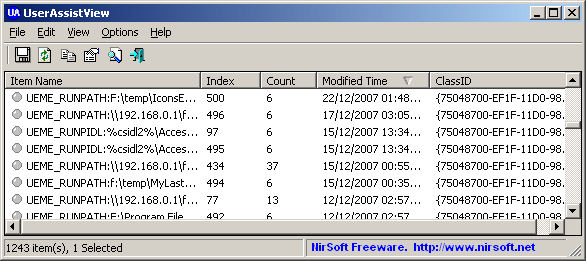 UA UserAssistView
File Edit View Options Help
Item Name Index Count Modified Time ClassID
UEME_RUNPATH:F:\temp\IconsE... 500 6 22/12/2007 01:48... {75048700-EF1F-11D0-98...
UEME_RUNPATH:\\192.168.0.1\f... 496 6 17/12/2007 03:05... {75048700-EF1F-11D0-98...
UEME_RUNPIDL:%csidl2%\Acces... 97 6 15/12/2007 13:34... {75048700-EF1F-11D0-98...
UEME_RUNPIDL:%csidl2%\Acces... 495 6 15/12/2007 13:34... {75048700-EF1F-11D0-98...
UEME_RUNPATH:\\192.168.0.1\f... 434 37 15/12/2007 00:55... {75048700-EF1F-11D0-98...
UEME_RUNPATH:f:\temp\MyLast... 494 6 15/12/2007 00:35... {75048700-EF1F-11D0-98...
UEME_RUNPATH:\\192.168.0.1\f... 77 13 12/12/2007 02:57... {75048700-EF1F-11D0-98...
UEME_RUNPATH:F:\Program File... 492 6 12/12/2007 02:57... {75048700-EF1F-11D0-98...
1243 item(s), 1 Selected NirSoft Freeware. http://www.nirsoft.net